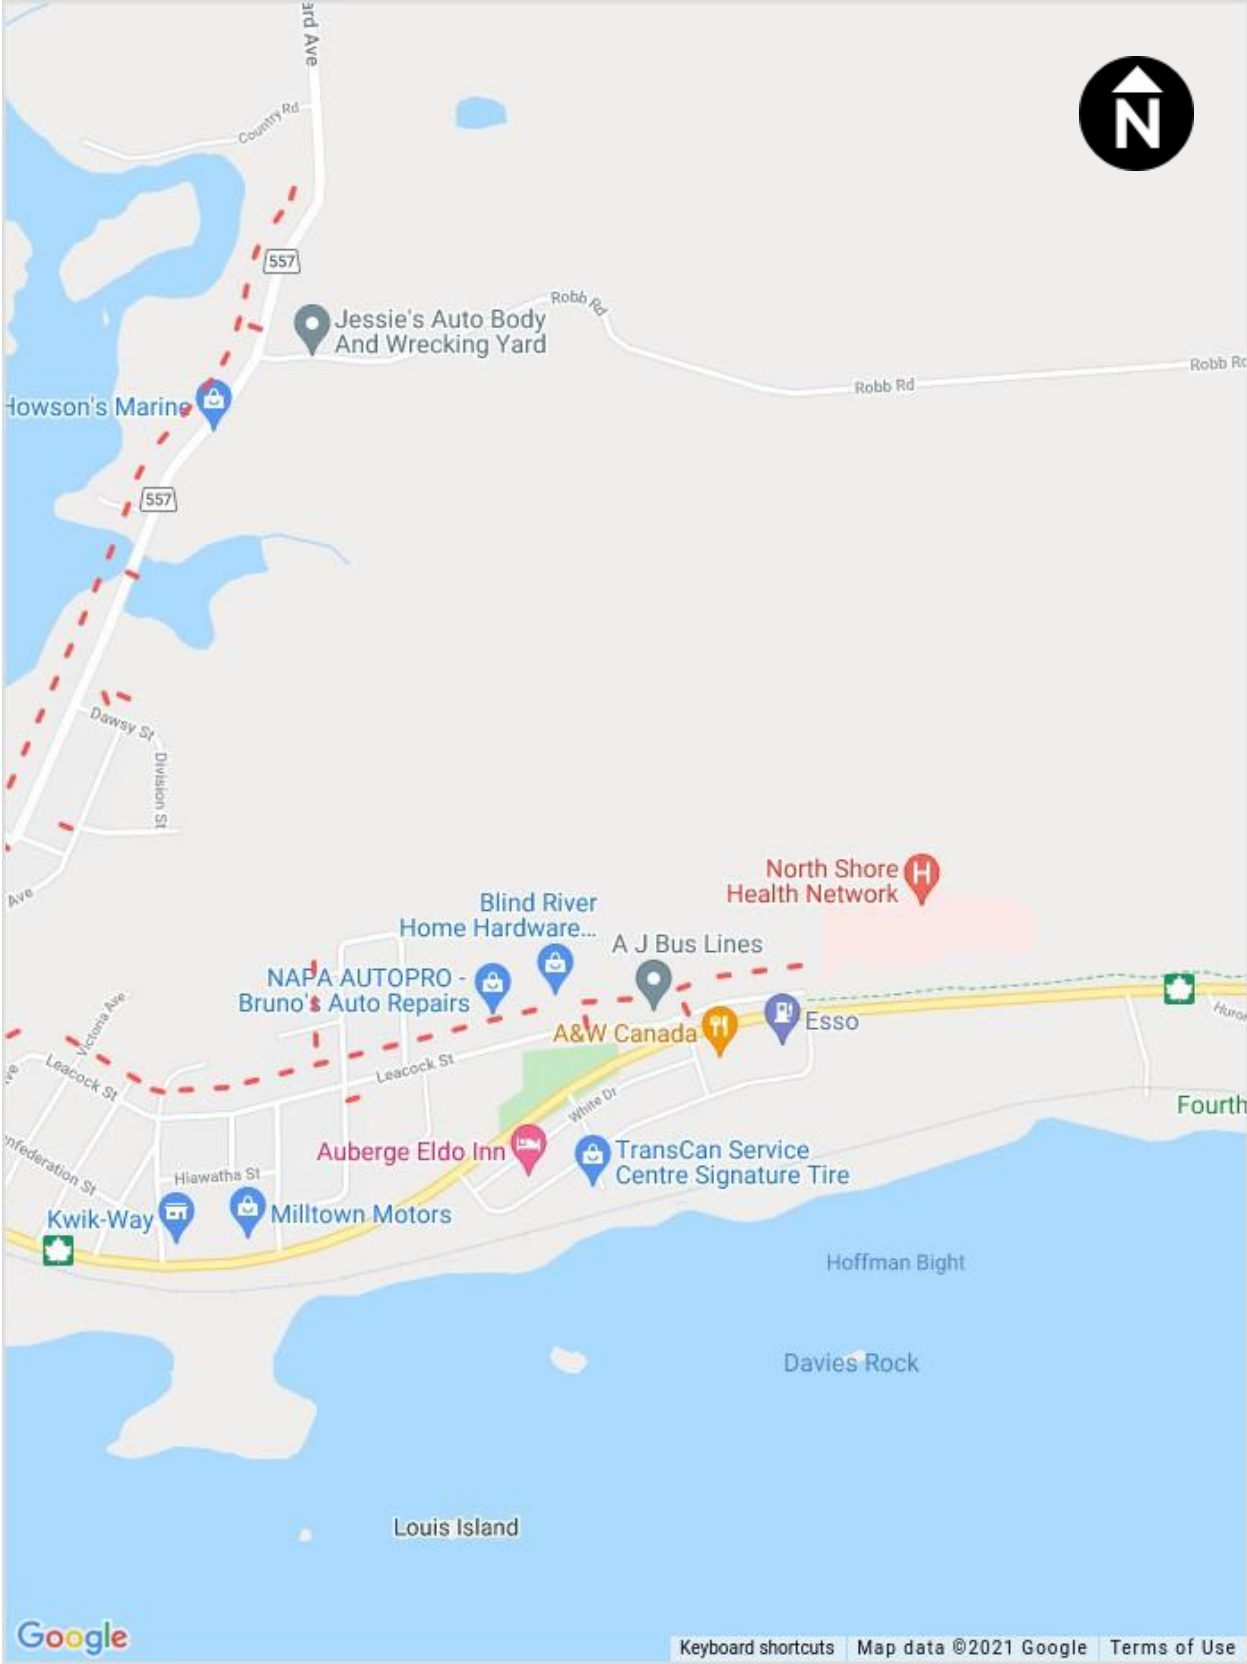 ard Ave
N
Country Rd
557
Robb Rd
Jessie's Auto Body
And Wrecking Yard
Robb Rd
Robb Rd
Howson's Marine
557
Dawsy St
Division St
Ave
North Shore
Health Network
H
Blind River
Home Hardware...
A J Bus Lines
NAPA AUTOPRO -
Bruno's Auto Repairs
Victoria Ave
A&W Canada
Esso
Huron
Leacock St
Leacock St
ive
White Dr
Fourth
onfederation St
Auberge Eldo Inn
TransCan Service
Centre Signature Tire
Hiawatha St
Kwik-Way
Milltown Motors
Hoffman Bight
Davies Rock
Louis Island
Google
Keyboard shortcuts
Map data ©2021 Google
Terms of Use